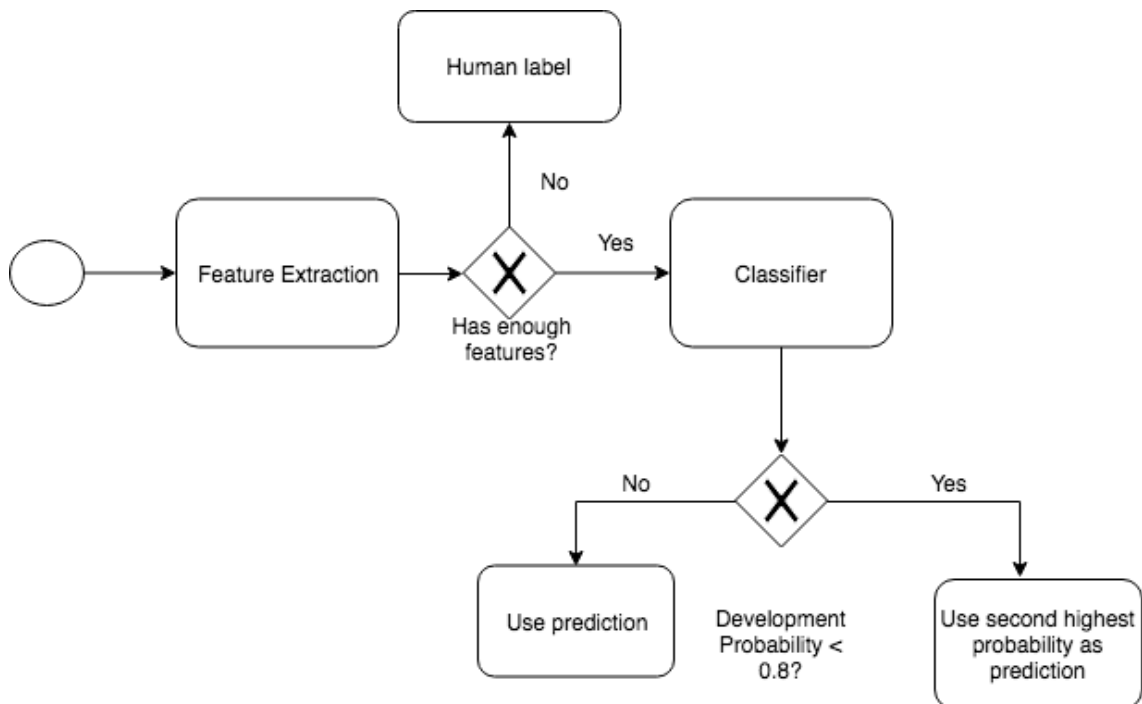 Human label
No
Feature Extraction
Yes
Classifier
Has enough
features?
No
Yes
Use prediction
Development
Probability <
0.8?
Use second highest
probability as
prediction